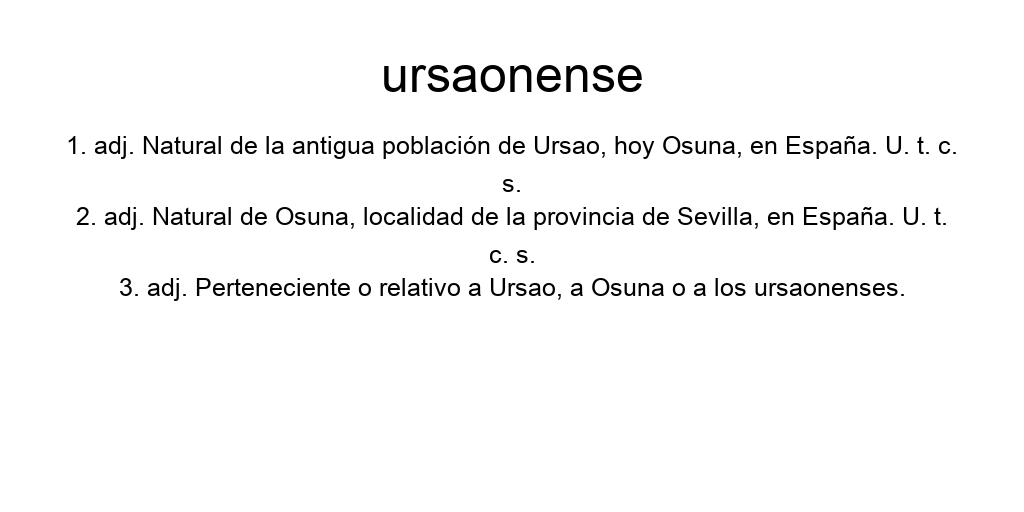 ursaonense
1. adj. Natural de la antigua población de Ursao, hoy Osuna, en España. U. t. c.
s.
2. adj. Natural de Osuna, localidad de la provincia de Sevilla, en España. U. t.
c. s.
3. adj. Perteneciente o relativo a Ursao, a Osuna o a los ursaonenses.